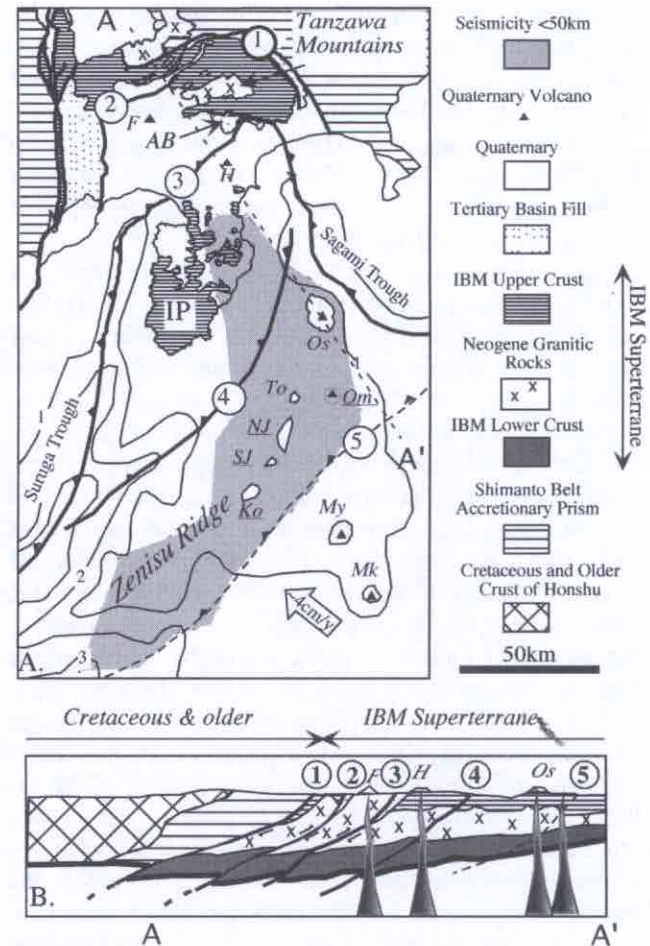 A
Tanzawa
Mountains
1
2
F
AB
3
H
Sagami Trough
IP
Os
4
To
Om
NJ
5
SJ
A'
Ko
My
Mk
Suruga Trough
Zenisu Ridge
4cm/y
1
2
3
A.
Seismicity <50km
Quaternary Volcano
Quaternary
Tertiary Basin Fill
IBM Upper Crust
Neogene Granitic
Rocks
IBM Lower Crust
Shimanto Belt
Accretionary Prism
Cretaceous and Older
Crust of Honshu
IBM Superterrane
50km
Cretaceous & older
IBM Superterrane
1 2 F 3 H 4 Os 5
B.
A A'